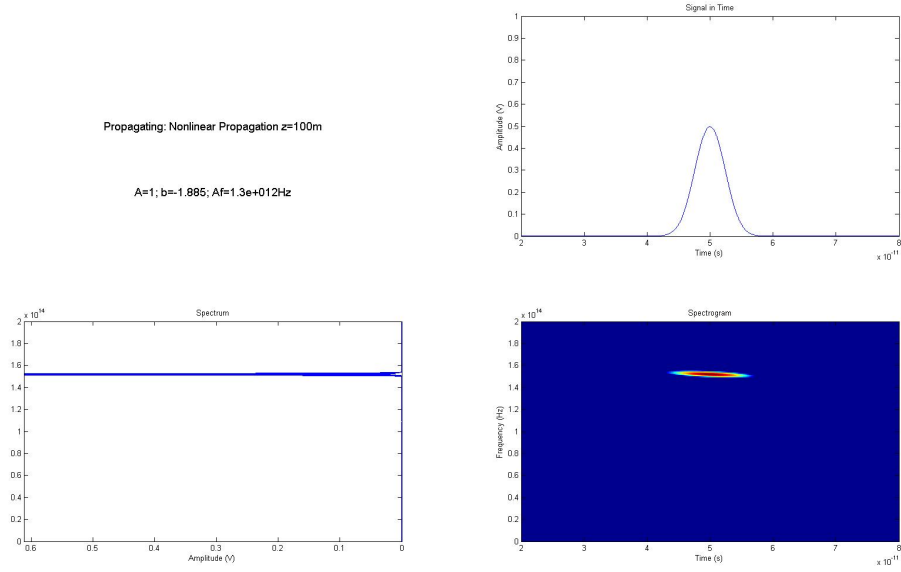 Propagating: Nonlinear Propagation z=100m
A=1; b=-1.885; Af=1.3e+012Hz
Signal in Time
Amplitude (V)
1
0.9
0.8
0.7
0.6
0.5
0.4
0.3
0.2
0.1
0
2 3 4 5 6 7 8
Time (s)
x 10^-11
Spectrum
x 10^14
2
1.8
1.6
1.4
1.2
1
0.8
0.6
0.4
0.2
0
0.6 0.5 0.4 0.3 0.2 0.1 0
Amplitude (V)
Spectrogram
x 10^14
Frequency (Hz)
2
1.8
1.6
1.4
1.2
1
0.8
0.6
0.4
0.2
0
2 3 4 5 6 7 8
Time (s)
x 10^-11